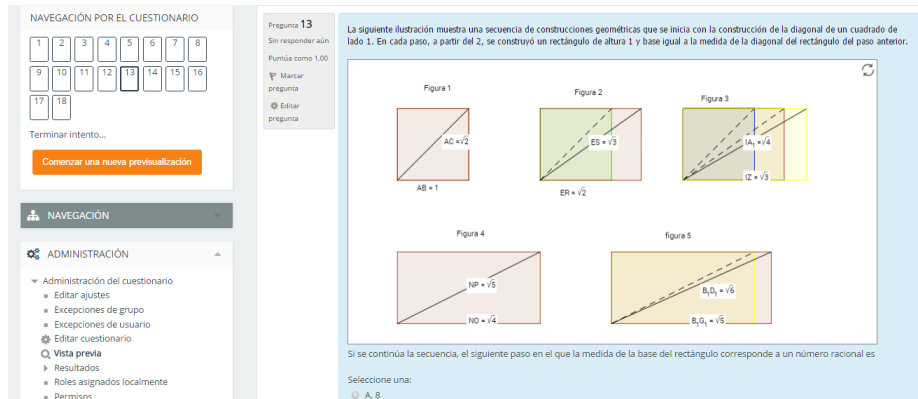 NAVEGACIÓN POR EL CUESTIONARIO
1 2 3 4 5 6 7 8
9 10 11 12 13 14 15 16
17 18
Terminar intento...
Comenzar una nueva previsualización
NAVEGACIÓN
ADMINISTRACIÓN
Administración del cuestionario
Editar ajustes
Excepciones de grupo
Excepciones de usuario
Editar cuestionario
Vista previa
Resultados
Roles asignados localmente
Permisos
Pregunta 13
Sin responder aún
Puntúa como 1,00
Marcar
pregunta
Editar
pregunta
La siguiente ilustración muestra una secuencia de construcciones geométricas que se inicia con la construcción de la diagonal de un cuadrado de
lado 1. En cada paso, a partir del 2, se construyó un rectángulo de altura 1 y base igual a la medida de la diagonal del rectángulo del paso anterior.
Figura 1
AC =√2
AB = 1
Figura 2
ES = √3
ER = √2
Figura 3
IA₁ =√4
IZ = √3
Figura 4
NP = √5
NO = √4
figura 5
B₁D₁ = √6
B₁G₁ = √5
Si se continúa la secuencia, el siguiente paso en el que la medida de la base del rectángulo corresponde a un número racional es
Seleccione una:
A. 8